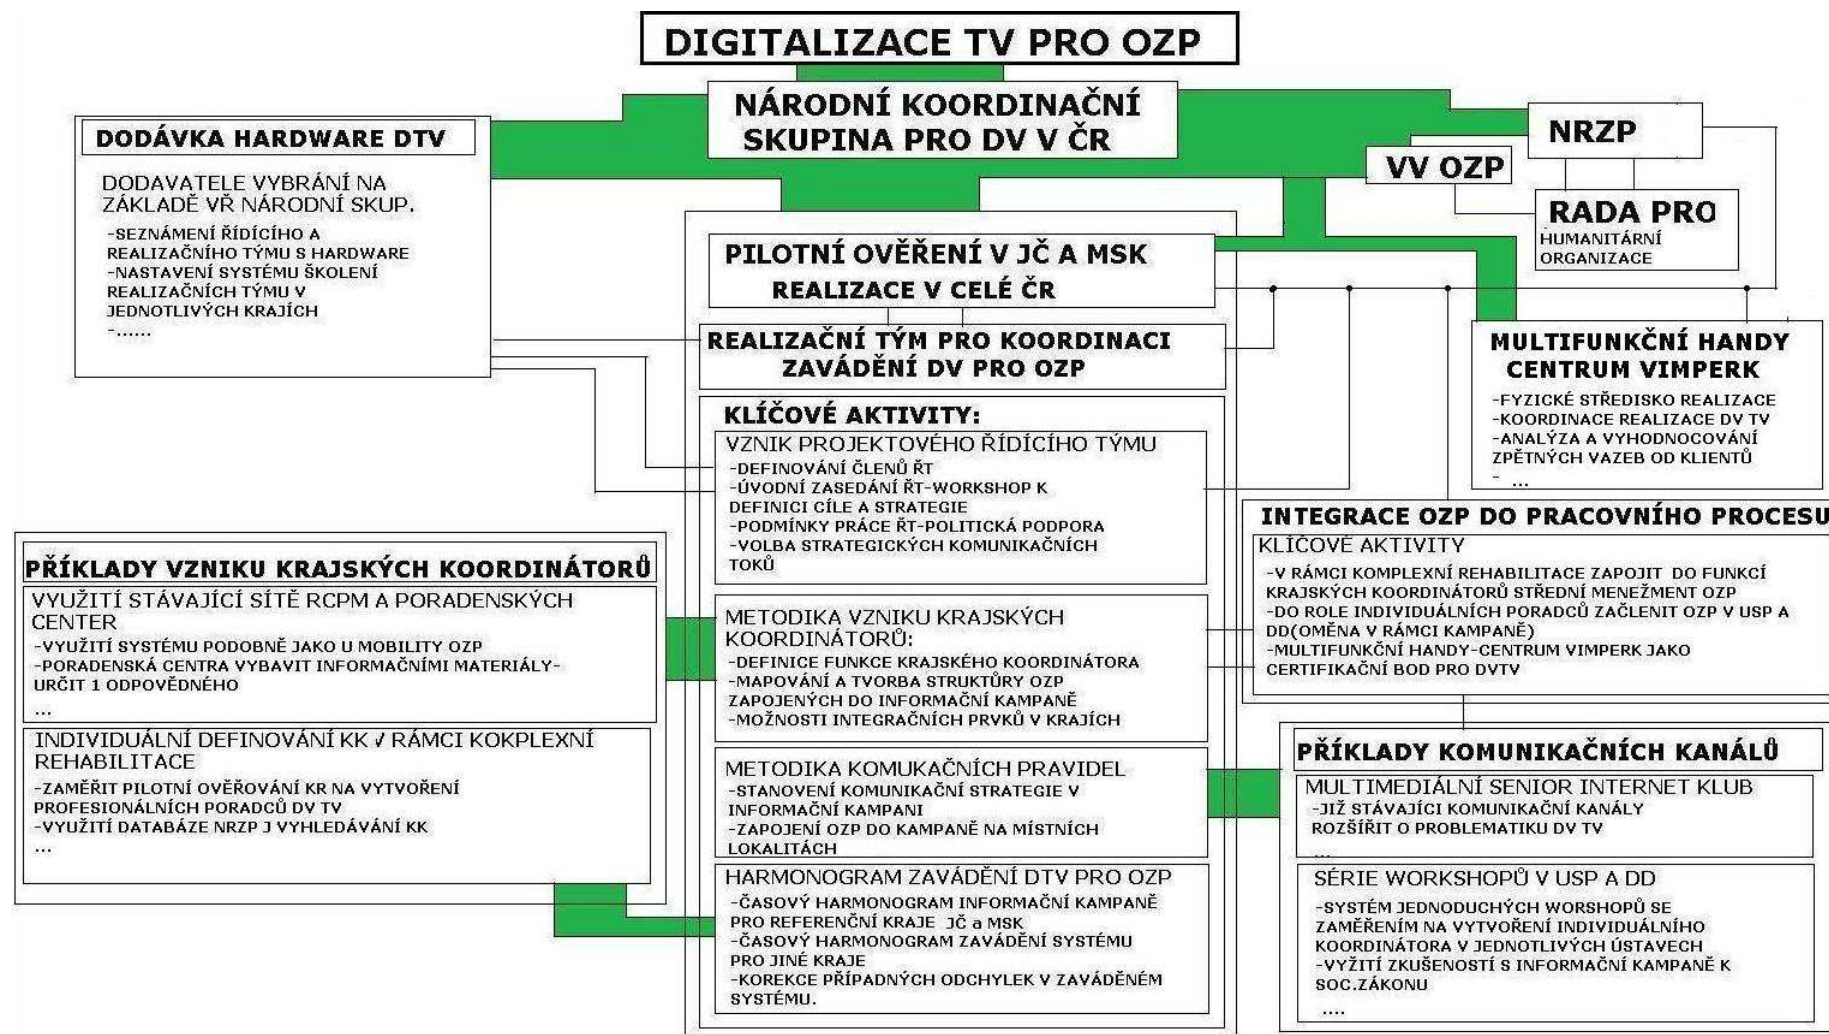 DIGITALIZACE TV PRO OZP
NÁRODNÍ KOORDINAČNÍ
SKUPINA PRO DV V ČR
DODÁVKA HARDWARE DTV
DODAVATELE VYBRÁNÍ NA
ZÁKLADĚ VŘ NÁRODNÍ SKUP.
-SEZNÁMENÍ ŘÍDÍCÍHO A
REALIZAČNÍHO TÝMU S HARDWARE
-NASTAVENÍ SYSTÉMU ŠKOLENÍ
REALIZAČNÍCH TÝMU V
JEDNOTLIVÝCH KRAJÍCH
-......
NRZP
VV OZP
RADA PRO
HUMANITÁRNÍ
ORGANIZACE
PILOTNÍ OVĚŘENÍ V JČ A MSK
REALIZACE V CELÉ ČR
REALIZAČNÍ TÝM PRO KOORDINACI
ZAVÁDĚNÍ DV PRO OZP
MULTIFUNKČNÍ HANDY
CENTRUM VIMPERK
-FYZICKÉ STŘEDISKO REALIZACE
-KOORDINACE REALIZACE DV TV
-ANALÝZA A VYHODNOCOVÁNÍ
ZPĚTNÝCH VAZEB OD KLIENTŮ
- ...
KLÍČOVÉ AKTIVITY:
VZNIK PROJEKTOVÉHO ŘÍDÍCÍHO TÝMU
-DEFINOVÁNÍ ČLENŮ ŘT
-ÚVODNÍ ZASEDÁNÍ ŘT-WORKSHOP K
DEFINICI CÍLE A STRATEGIE
-PODMÍNKY PRÁCE ŘT-POLITICKÁ PODPORA
-VOLBA STRATEGICKÝCH KOMUNIKAČNÍCH
TOKŮ
METODIKA VZNIKU KRAJSKÝCH
KOORDINÁTORŮ:
-DEFINICE FUNKCE KRAJSKÉHO KOORDINÁTORA
-MAPOVÁNÍ A TVORBA STRUKTŮRY OZP
ZAPOJENÝCH DO INFORMAČNÍ KAMPANĚ
-MOŽNOSTI INTEGRAČNÍCH PRVKŮ V KRAJÍCH
METODIKA KOMUKAČNÍCH PRAVIDEL
-STANOVENÍ KOMUNIKAČNÍ STRATEGIE V
INFORMAČNÍ KAMPANI
-ZAPOJENÍ OZP DO KAMPANĚ NA MÍSTNÍCH
LOKALITÁCH
HARMONOGRAM ZAVÁDĚNÍ DTV PRO OZP
-ČASOVÝ HARMONOGRAM INFORMAČNÍ KAMPANĚ
PRO REFERENČNÍ KRAJE JČ a MSK
-ČASOVÝ HARMONOGRAM ZAVÁDĚNÍ SYSTÉMU
PRO JINÉ KRAJE
-KOREKCE PŘÍPADNÝCH ODCHYLEK V ZAVÁDĚNÉM
SYSTÉMU.
PŘÍKLADY VZNIKU KRAJSKÝCH KOORDINÁTORŮ
VYUŽITÍ STÁVAJÍCÍ SÍTĚ RCPM A PORADENSKÝCH
CENTER
-VYUŽITÍ SYSTÉMU PODOBNĚ JAKO U MOBILITY OZP
-PORADENSKÁ CENTRA VYBAVIT INFORMAČNÍMI MATERIÁLY-
URČIT 1 ODPOVĚDNÉHO
...
INDIVIDUÁLNÍ DEFINOVÁNÍ KK V RÁMCI KOKPLEXNÍ
REHABILITACE
-ZAMĚŘIT PILOTNÍ OVĚŘOVÁNÍ KR NA VYTVOŘENÍ
PROFESIONÁLNÍCH PORADCŮ DV TV
-VYUŽITÍ DATABÁZE NRZP J VYHLEDÁVÁNÍ KK
...
INTEGRACE OZP DO PRACOVNÍHO PROCESU
KLÍČOVÉ AKTIVITY
-V RÁMCI KOMPLEXNÍ REHABILITACE ZAPOJIT DO FUNKCÍ
KRAJSKÝCH KOORDINÁTORŮ STŘEDNÍ MENEŽMENT OZP
-DO ROLE INDIVIDUÁLNÍCH PORADCŮ ZAČLENIT OZP V USP A
DD(OMĚNA V RÁMCI KAMPANĚ)
-MULTIFUNKČNÍ HANDY-CENTRUM VIMPERK JAKO
CERTIFIKAČNÍ BOD PRO DVTV
PŘÍKLADY KOMUNIKAČNÍCH KANÁLŮ
MULTIMEDIÁLNÍ SENIOR INTERNET KLUB
-JIŽ STÁVAJÍCI KOMUNIKAČNÍ KANÁLY
ROZŠÍŘIT O PROBLEMATIKU DV TV
...
SÉRIE WORKSHOPŮ V USP A DD
-SYSTÉM JEDNODUCHÝCH WORSHOPŮ SE
ZAMĚŘENÍM NA VYTVOŘENÍ INDIVIDUÁLNÍHO
KOORDINÁTORA V JEDNOTLIVÝCH ÚSTAVECH
-VYŽITÍ ZKUŠENOSTÍ S INFORMAČNÍ KAMPANĚ K
SOC.ZÁKONU
....